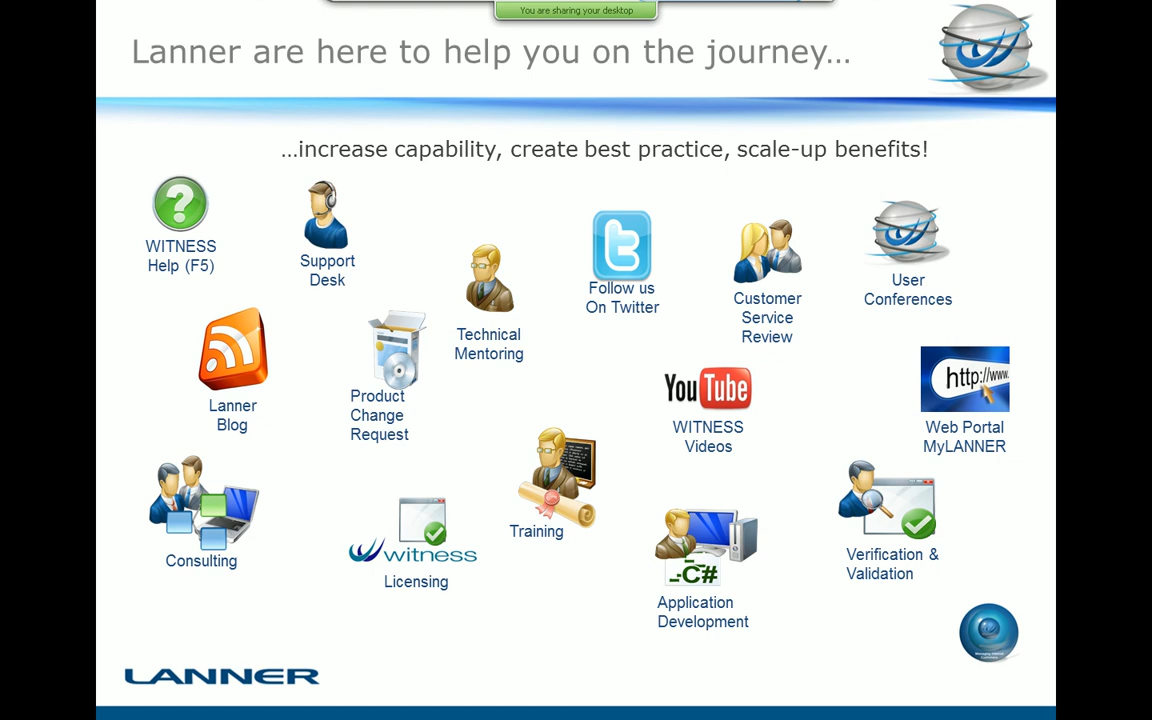 You are sharing your desktop
Lanner are here to help you on the journey…
…increase capability, create best practice, scale-up benefits!
WITNESS
Help (F5)
Support
Desk
Technical
Mentoring
Follow us
On Twitter
Customer
Service
Review
User
Conferences
Lanner
Blog
Product
Change
Request
YouTube
WITNESS
Videos
http://www.
Web Portal
MyLANNER
Consulting
witness
Licensing
Training
C#
Application
Development
Verification &
Validation
LANNER